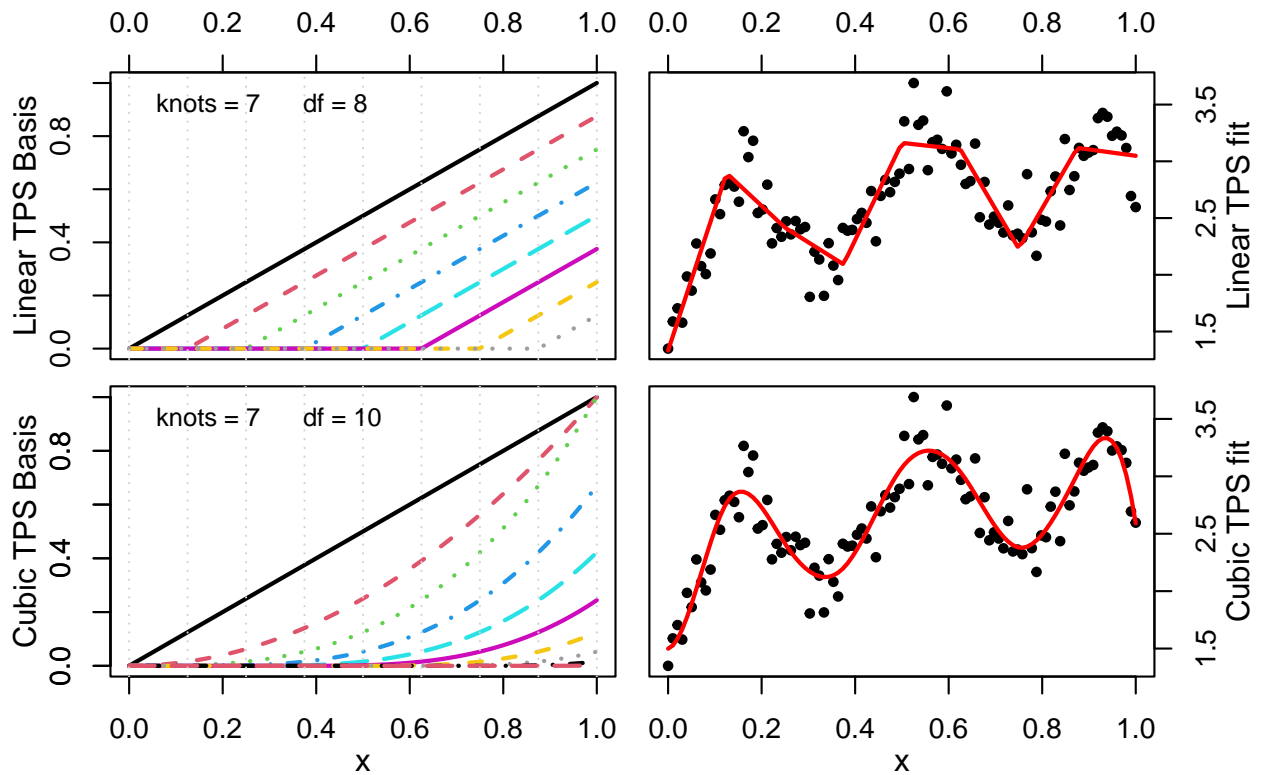 0.0 0.2 0.4 0.6 0.8 1.0
0.0 0.2 0.4 0.6 0.8 1.0
Linear TPS Basis
0.0 0.4 0.8
knots = 7 df = 8
1.5 2.5 3.5
Linear TPS fit
Cubic TPS Basis
0.0 0.4 0.8
knots = 7 df = 10
1.5 2.5 3.5
Cubic TPS fit
0.0 0.2 0.4 0.6 0.8 1.0
x
0.0 0.2 0.4 0.6 0.8 1.0
x